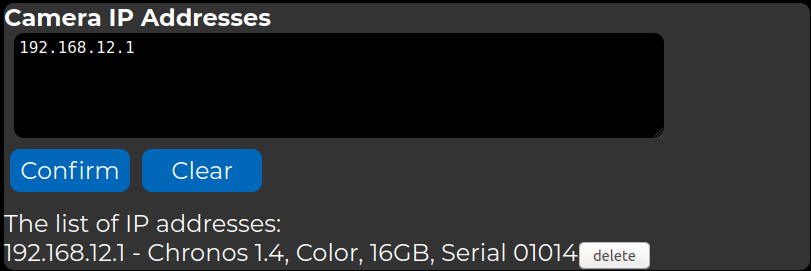 Camera IP Addresses
192.168.12.1
Confirm Clear
The list of IP addresses:
192.168.12.1 - Chronos 1.4, Color, 16GB, Serial 01014 delete